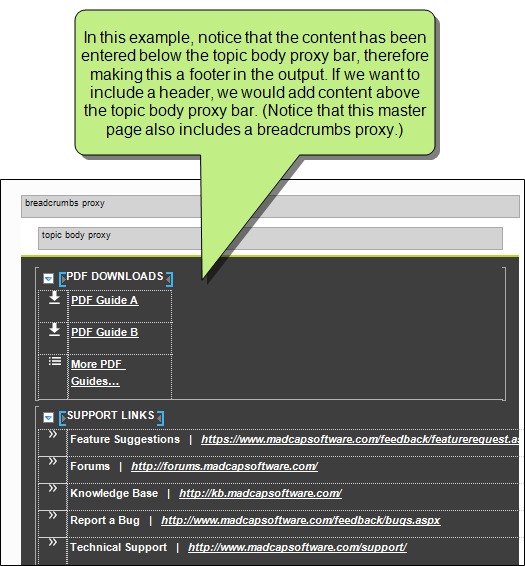 In this example, notice that the content has been
entered below the topic body proxy bar, therefore
making this a footer in the output. If we want to
include a header, we would add content above
the topic body proxy bar. (Notice that this master
page also includes a breadcrumbs proxy.)
breadcrumbs proxy
topic body proxy
PDF DOWNLOADS
PDF Guide A
PDF Guide B
More PDF
Guides...
SUPPORT LINKS
Feature Suggestions | https://www.madcapsoftware.com/feedback/featurerequest.as
Forums | http://forums.madcapsoftware.com/
Knowledge Base | http://kb.madcapsoftware.com/
Report a Bug | http://www.madcapsoftware.com/feedback/bugs.aspx
Technical Support | http://www.madcapsoftware.com/support/